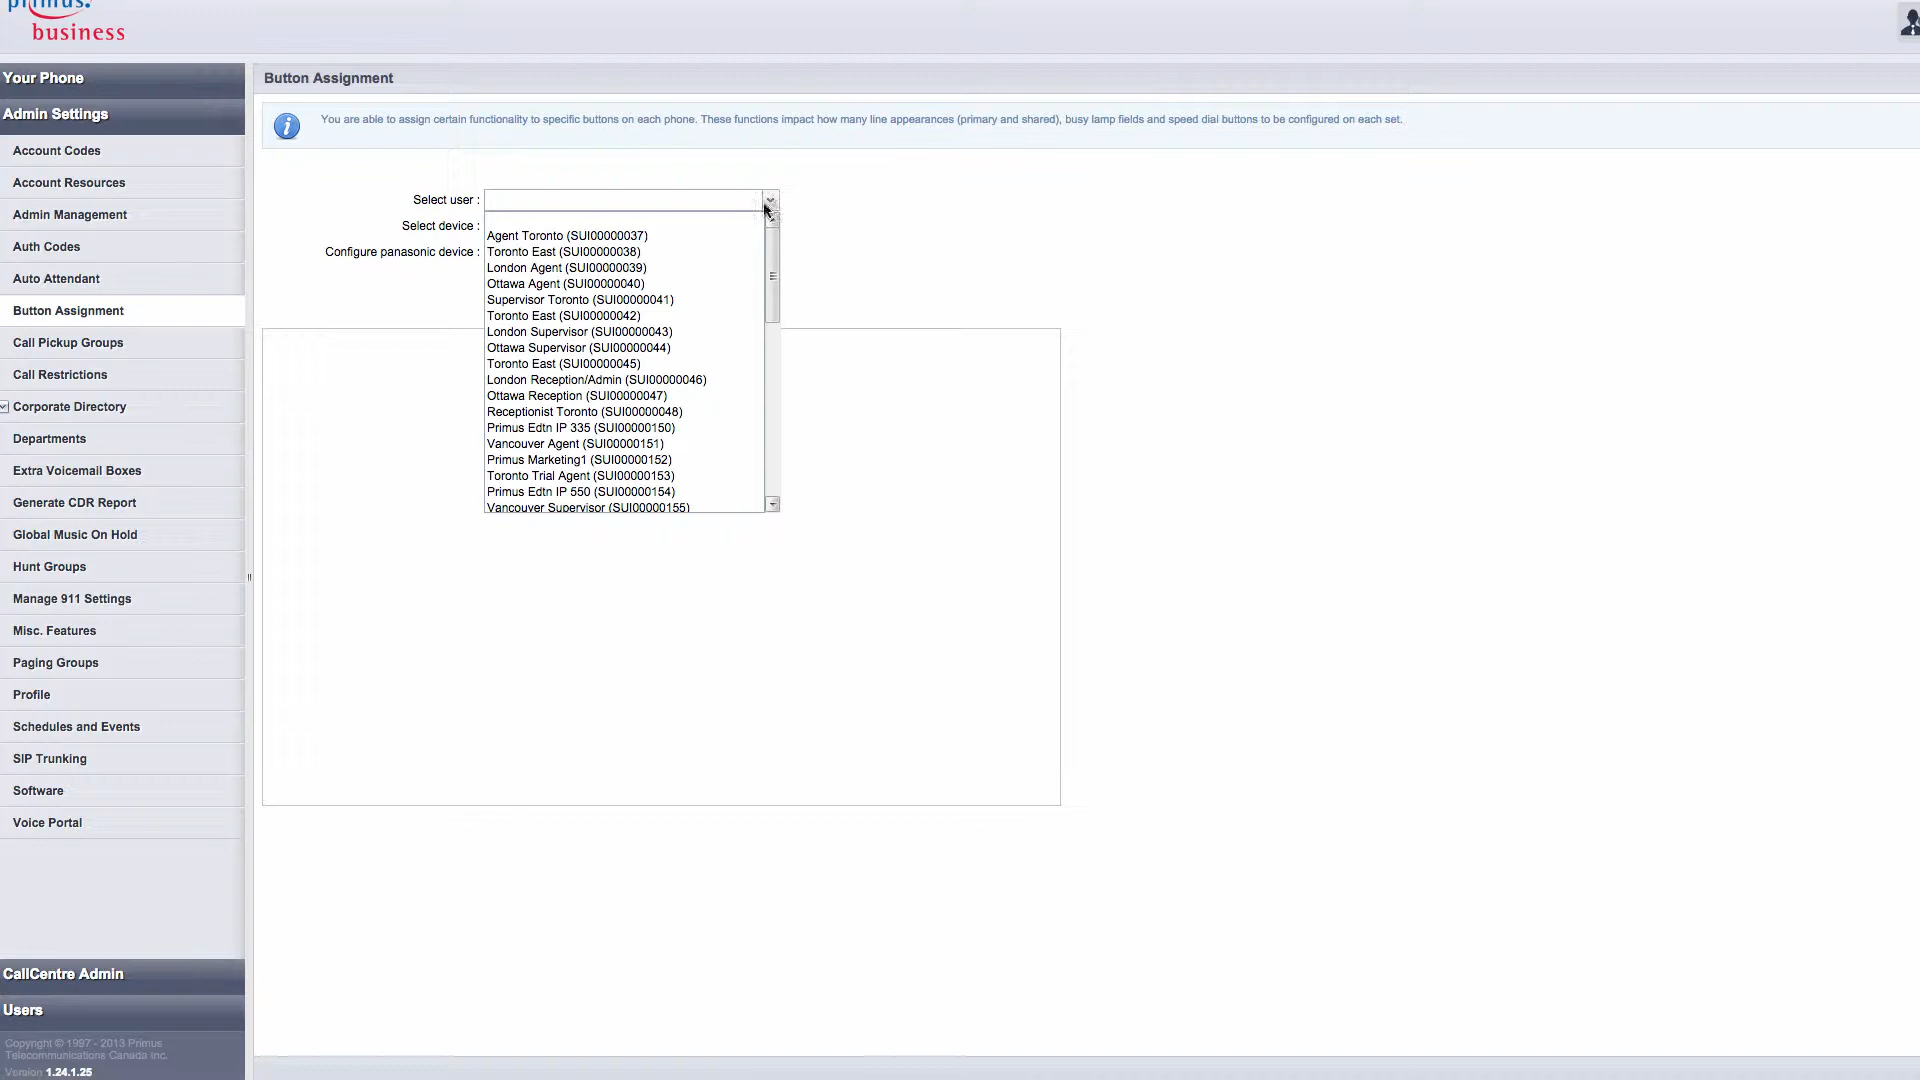 primus.
business
Your Phone
Admin Settings
Account Codes
Account Resources
Admin Management
Auth Codes
Auto Attendant
Button Assignment
Call Pickup Groups
Call Restrictions
Corporate Directory
Departments
Extra Voicemail Boxes
Generate CDR Report
Global Music On Hold
Hunt Groups
Manage 911 Settings
Misc. Features
Paging Groups
Profile
Schedules and Events
SIP Trunking
Software
Voice Portal
CallCentre Admin
Users
Copyright © 1997 - 2013 Primus
Telecommunications Canada Inc.
Version 1.24.1.25
Button Assignment
You are able to assign certain functionality to specific buttons on each phone. These functions impact how many line appearances (primary and shared), busy lamp fields and speed dial buttons to be configured on each set.
Select user :
Select device :
Configure panasonic device :
Agent Toronto (SUI00000037)
Toronto East (SUI00000038)
London Agent (SUI00000039)
Ottawa Agent (SUI00000040)
Supervisor Toronto (SUI00000041)
Toronto East (SUI00000042)
London Supervisor (SUI00000043)
Ottawa Supervisor (SUI00000044)
Toronto East (SUI00000045)
London Reception/Admin (SUI00000046)
Ottawa Reception (SUI00000047)
Receptionist Toronto (SUI00000048)
Primus Edtn IP 335 (SUI00000150)
Vancouver Agent (SUI00000151)
Primus Marketing1 (SUI00000152)
Toronto Trial Agent (SUI00000153)
Primus Edtn IP 550 (SUI00000154)
Vancouver Supervisor (SUI00000155)